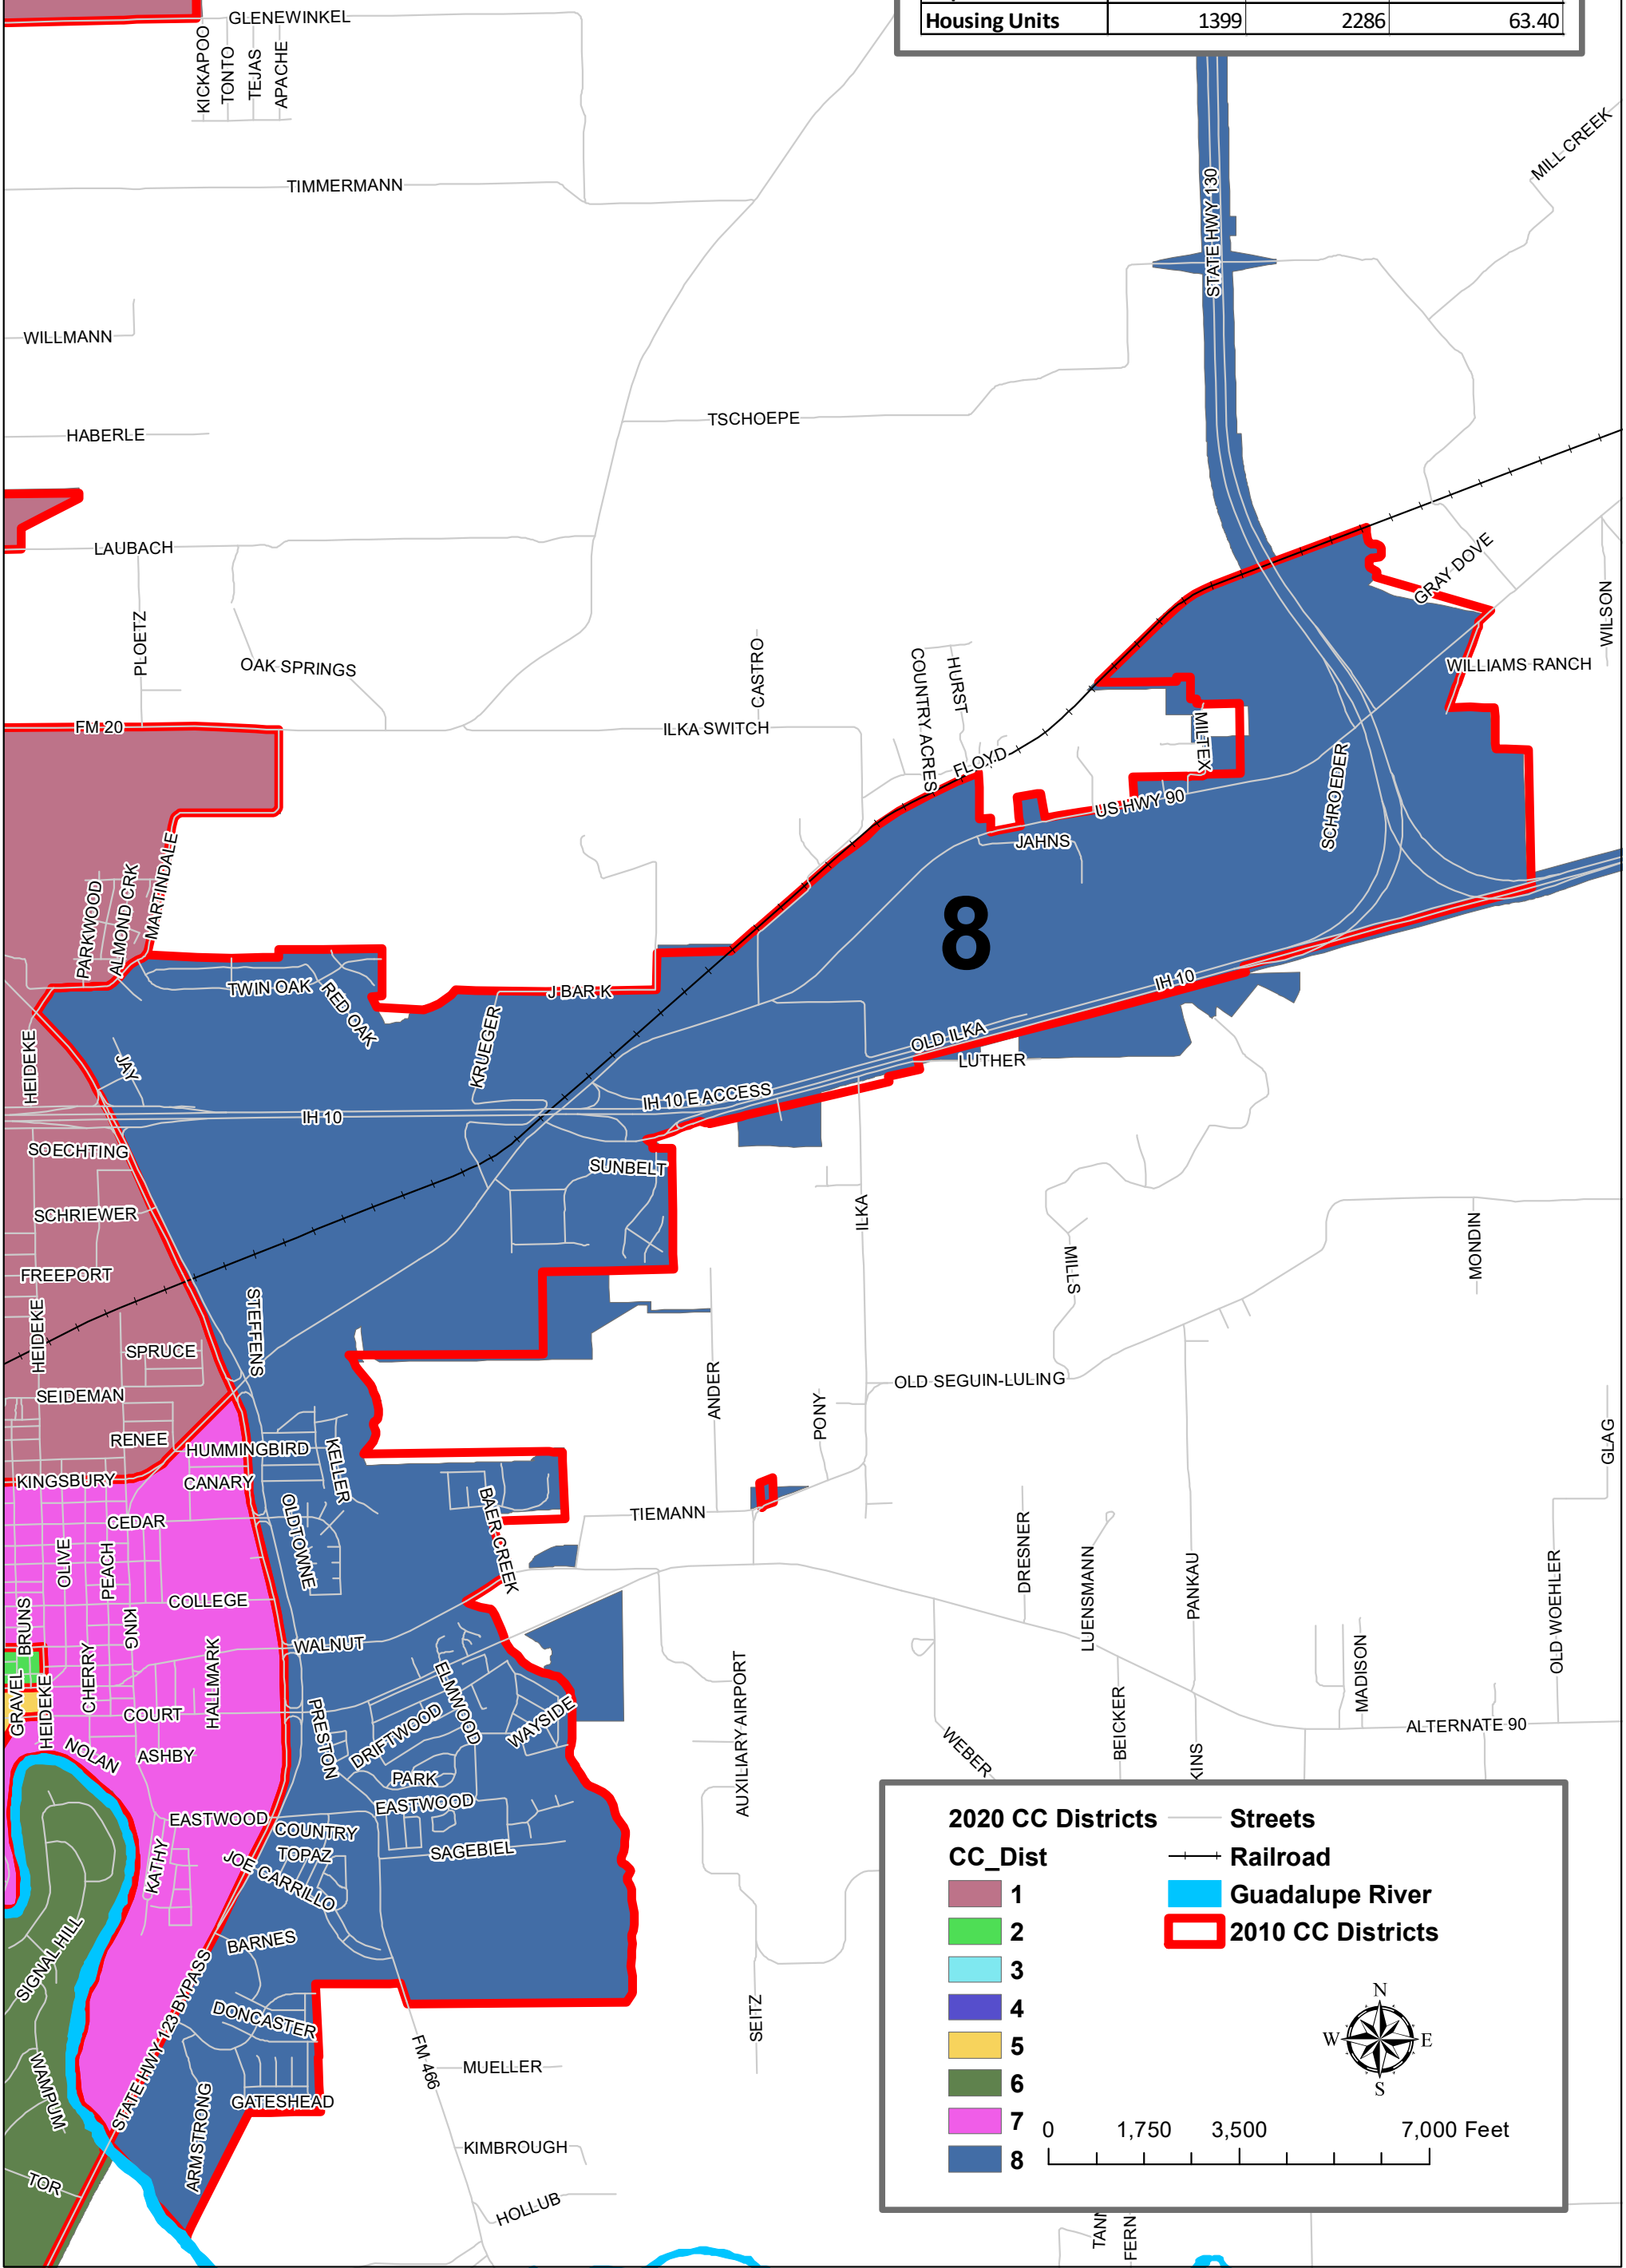 Housing Units 1399 2286 63.40
GLENEWINKEL
KICKAPOO
TONTO
TEJAS
APACHE
TIMMERMANN
STATE HWY 130
MILL CREEK
WILLMANN
TSCHOEPE
HABERLE
LAUBACH
PLOETZ
OAK SPRINGS
CASTRO
COUNTRY ACRES
HURST
GRAY DOVE
WILSON
WILLIAMS RANCH
FM 20
ILKA SWITCH
FLOYD
MILTEX
US HWY 90
JAHNS
SCHROEDER
MARTINDALE
PARKWOOD
ALMOND CRK
8
TWIN OAK
RED OAK
J BAR K
KRUEGER
IH 10
OLD ILKA
LUTHER
HEIDEKE
JAY
IH 10
IH 10 E ACCESS
SOECHTING
SUNBELT
SCHRIEWER
ILKA
MILLS
MONDIN
FREEPORT
HEIDEKE
STEFFENS
SPRUCE
SEIDEMAN
ANDER
PONY
OLD SEGUIN-LULING
GLAG
RENEE
HUMMINGBIRD
KELLER
KINGSBURY
CANARY
CEDAR
OLDTOWNE
BAER CREEK
TIEMANN
OLIVE
PEACH
DRESNER
LUENSMANN
PANKAU
OLD WOEHLER
COLLEGE
BRUNS
KING
WALNUT
CHERRY
HALLMARK
GRAVEL
HEIDEKE
COURT
PRESTON
DRIFTWOOD
ELMWOOD
WAYSIDE
AUXILIARY AIRPORT
BEICKER
MADISON
ALTERNATE 90
WEBER
KINS
NOLAN
ASHBY
PARK
EASTWOOD
EASTWOOD
COUNTRY
TOPAZ
SAGEBIEL
KATHY
JOE CARRILLO
SIGNAL HILL
BARNES
STATE HWY 123 BYPASS
DONCASTER
SEITZ
FM 466
MUELLER
WAMPUM
ARMSTRONG
GATESHEAD
KIMBROUGH
TOR
HOLLUB
TANN
FERN
2020 CC Districts
CC_Dist
1
2
3
4
5
6
7
8
Streets
Railroad
Guadalupe River
2010 CC Districts
N
W E
S
0 1,750 3,500 7,000 Feet